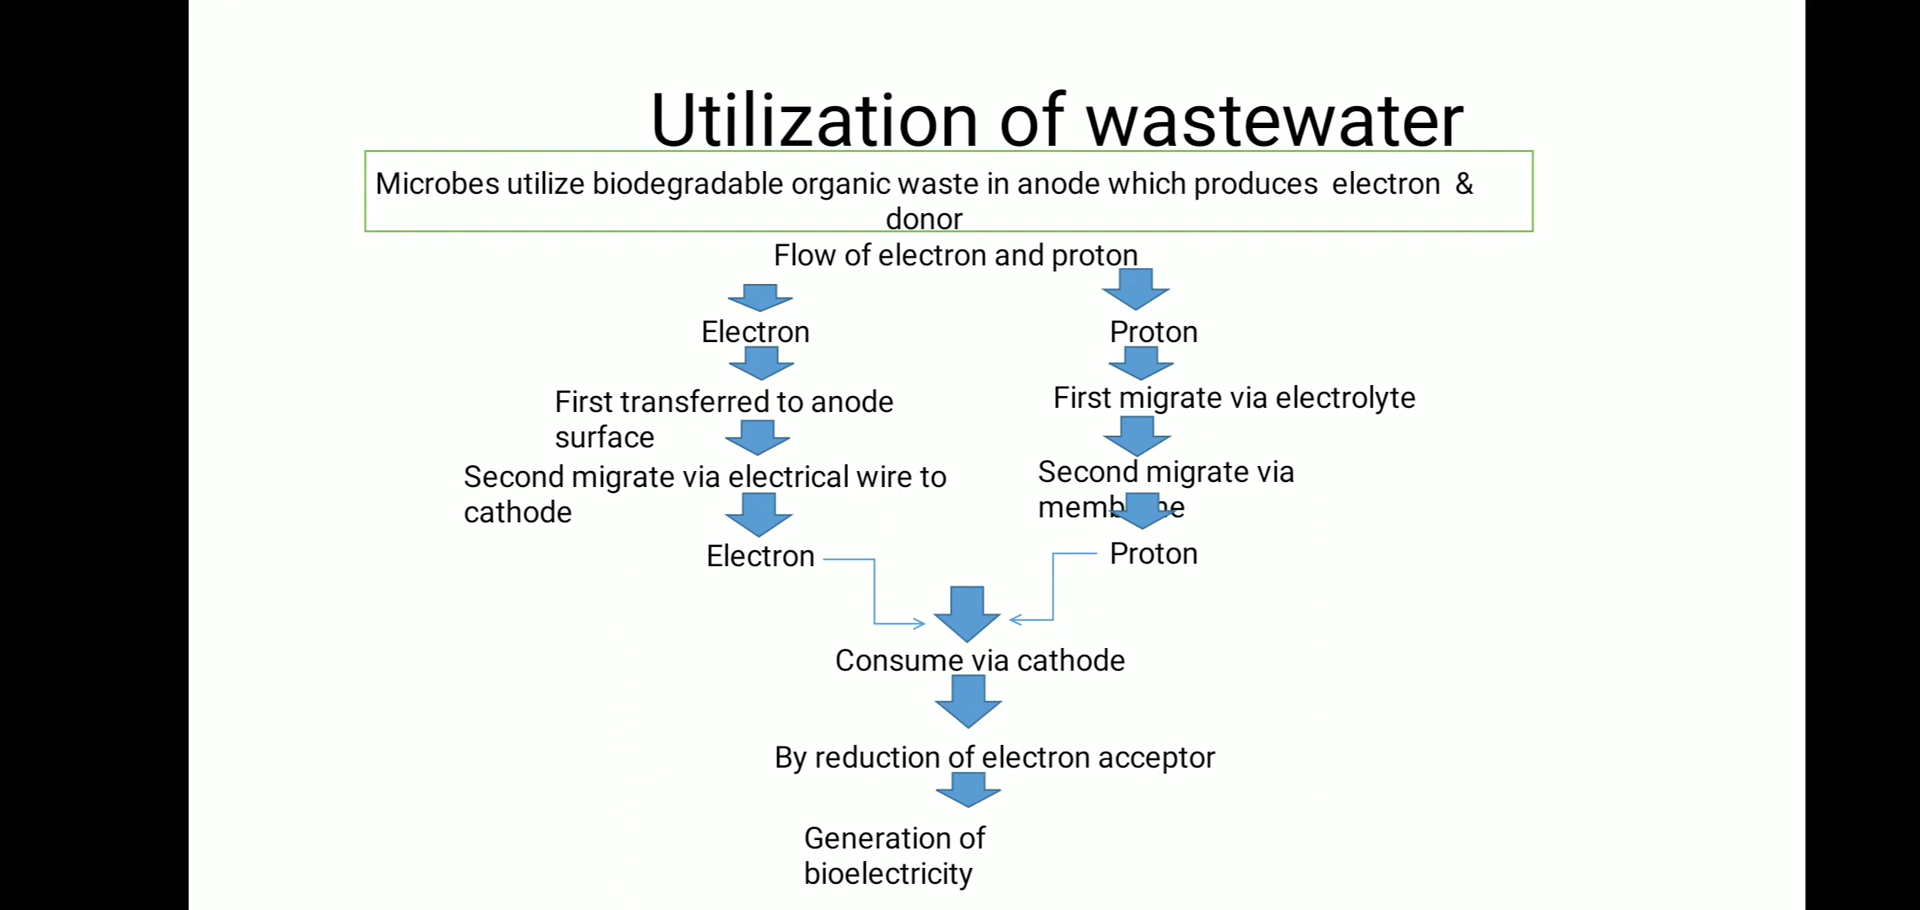 Utilization of wastewater
Microbes utilize biodegradable organic waste in anode which produces electron &
donor
Flow of electron and proton
Electron
Proton
First transferred to anode
surface
First migrate via electrolyte
Second migrate via electrical wire to
cathode
Second migrate via
Electron
Proton
Consume via cathode
By reduction of electron acceptor
Generation of
bioelectricity